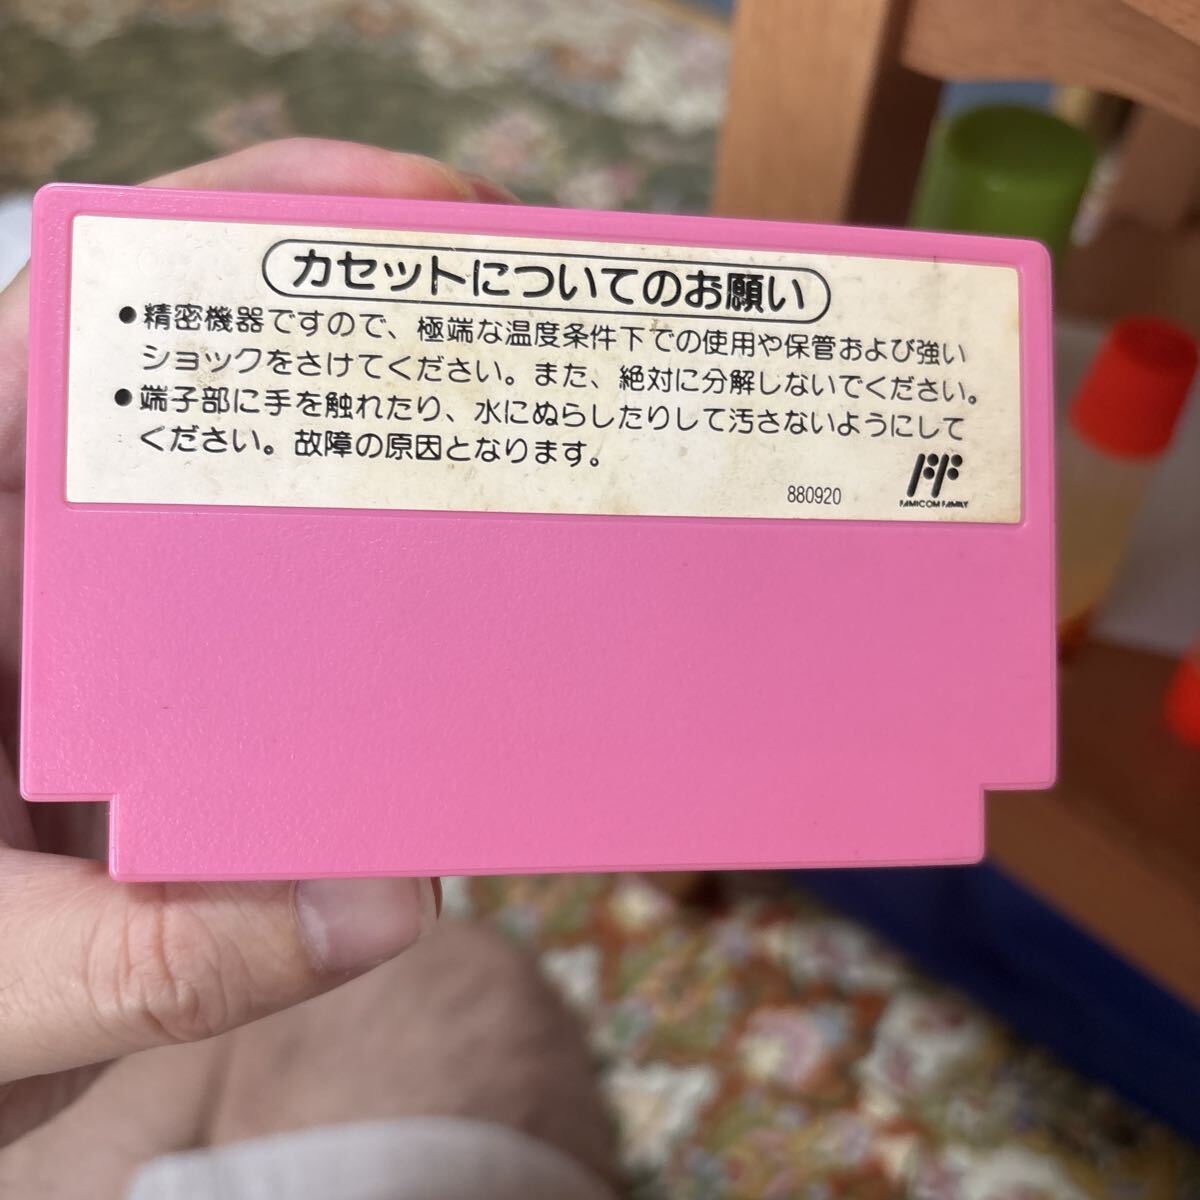 カセットについてのお願い
●精密機器ですので、極端な温度条件下での使用や保管および強い
ショックをさけてください。また、絶対に分解しないでください。
●端子部に手を触れたり、水にぬらしたりして汚さないようにして
ください。故障の原因となります。
880920
FF
FAMICOM FAMILY